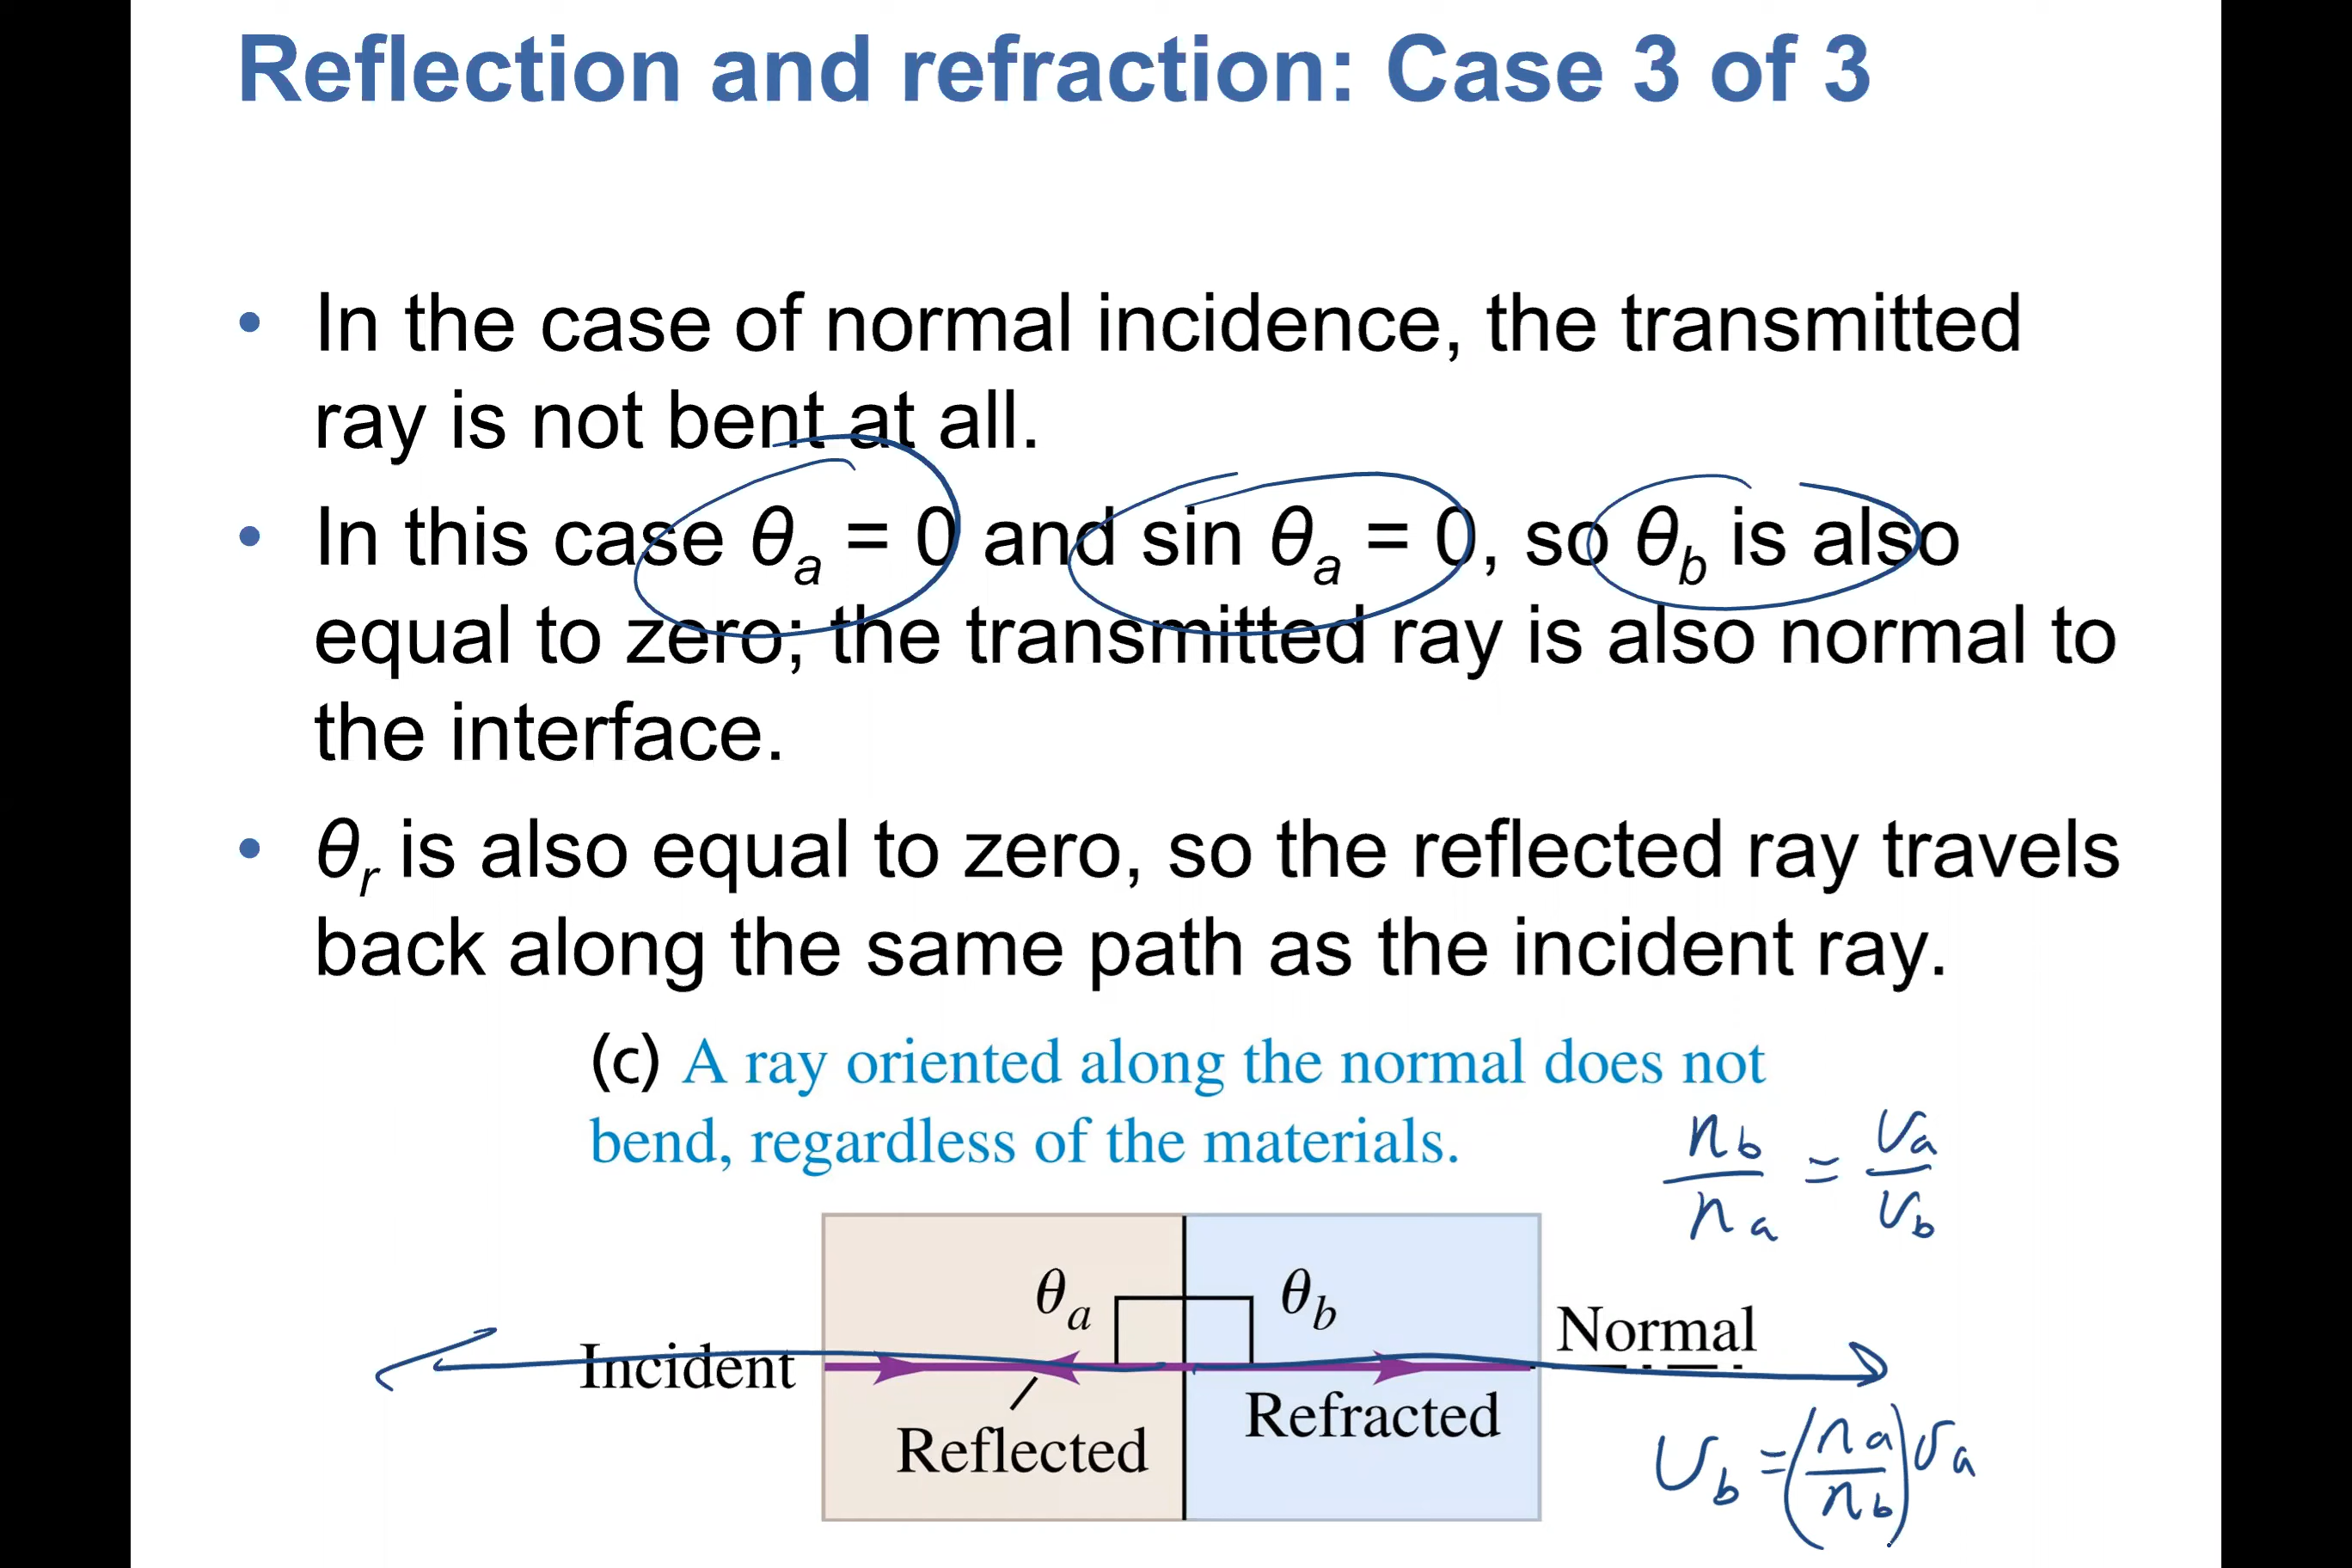 Reflection and refraction: Case 3 of 3
• In the case of normal incidence, the transmitted
ray is not bent at all.
• In this case θa = 0 and sin θa = 0, so θb is also
equal to zero; the transmitted ray is also normal to
the interface.
• θr is also equal to zero, so the reflected ray travels
back along the same path as the incident ray.
(c) A ray oriented along the normal does not
bend, regardless of the materials.
nb/na = va/vb
θa θb
Normal
Incident
Refracted
Reflected
vb = (na/nb) va